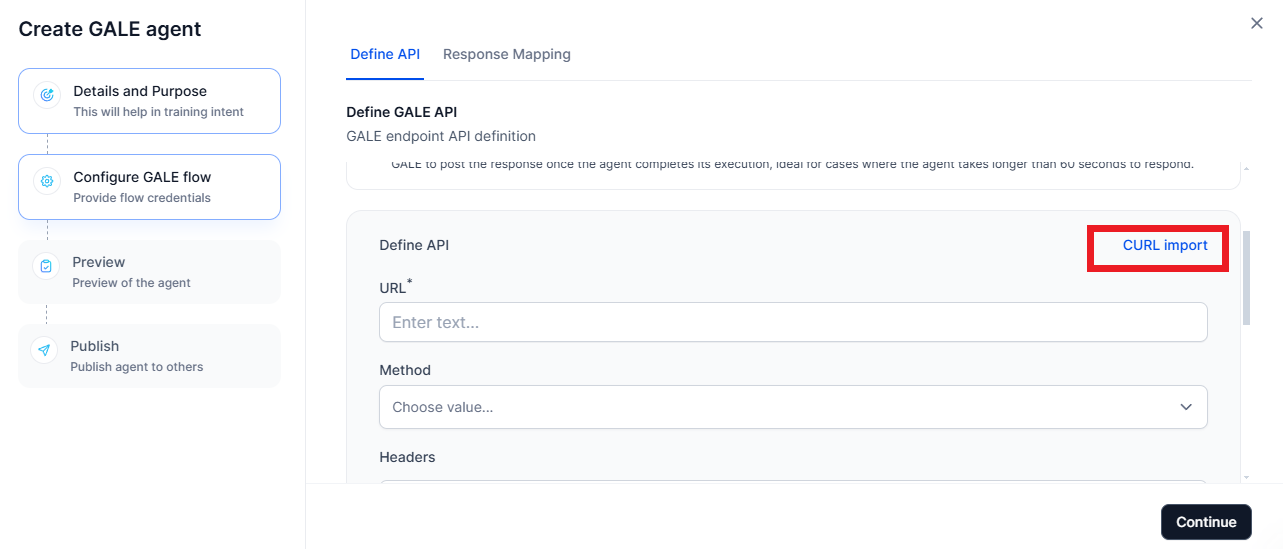 Create GALE agent
Details and Purpose
This will help in training intent
Configure GALE flow
Provide flow credentials
Preview
Preview of the agent
Publish
Publish agent to others
Define API
Response Mapping
Define GALE API
GALE endpoint API definition
GALE to post the response once the agent completes its execution, ideal for cases where the agent takes longer than 60 seconds to respond.
Define API
CURL import
URL*
Enter text...
Method
Choose value...
Headers
Continue